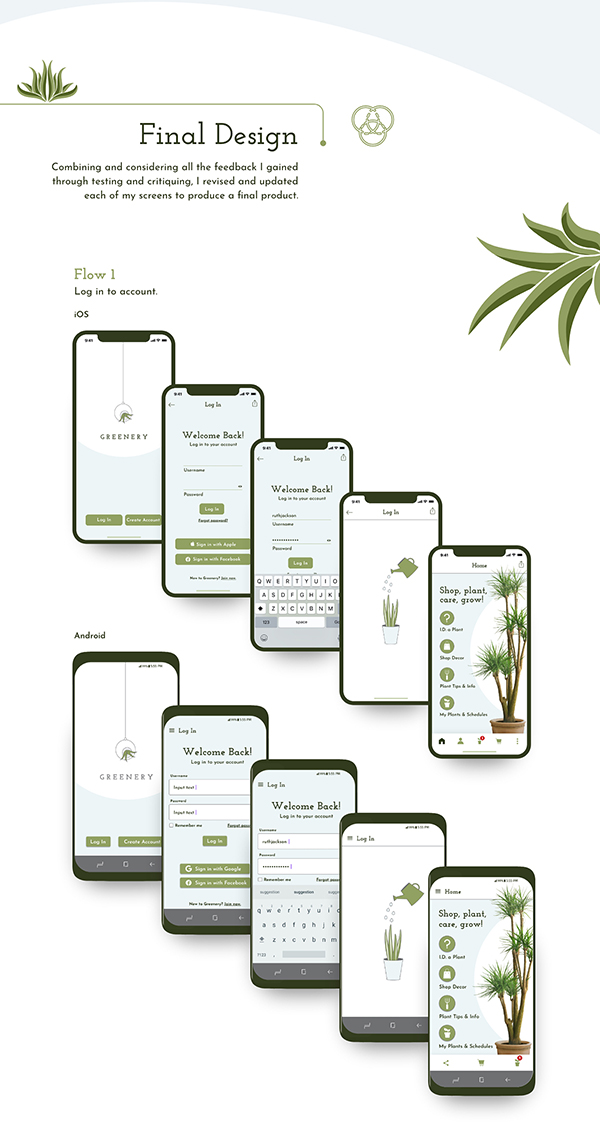 Final Design
Combining and considering all the feedback I gained
through testing and critiquing, I revised and updated
each of my screens to produce a final product.
Flow 1
Log in to account.
iOS
9:41
GREENERY
Log In
Create Account
9:41
Log In
Welcome Back!
Log in to your account
Username
Password
Log In
Forgot password?
Sign in with Apple
Sign in with Facebook
New to Greenery? Join now.
9:41
Log In
Welcome Back!
Log in to your account
ruthjackson
Username
••••••••••••
Password
Log In
Q W E R T Y U I O
A S D F G H J K
Z X C V B N M
123
space
9:41
Log In
9:41
Home
Shop, plant,
care, grow!
I.D. a Plant
Shop Decor
Plant Tips & Info
My Plants & Schedules
Android
GREENERY
Log In
Create Account
Log In
Welcome Back!
Log in to your account
Username
Input text
Password
Input text
Remember me
Forgot password?
Log In
Sign in with Google
Sign in with Facebook
New to Greenery? Join now.
Log In
Welcome Back!
Log in to your account
Username
ruthjackson
Password
••••••••••••
Remember me
Forgot password?
suggestion
suggestion
suggestion
q w e r t y u i o
a s d f g h j k
z x c v b n m
?123
Log In
Home
Shop, plant,
care, grow!
I.D. a Plant
Shop Decor
Plant Tips & Info
My Plants & Schedules